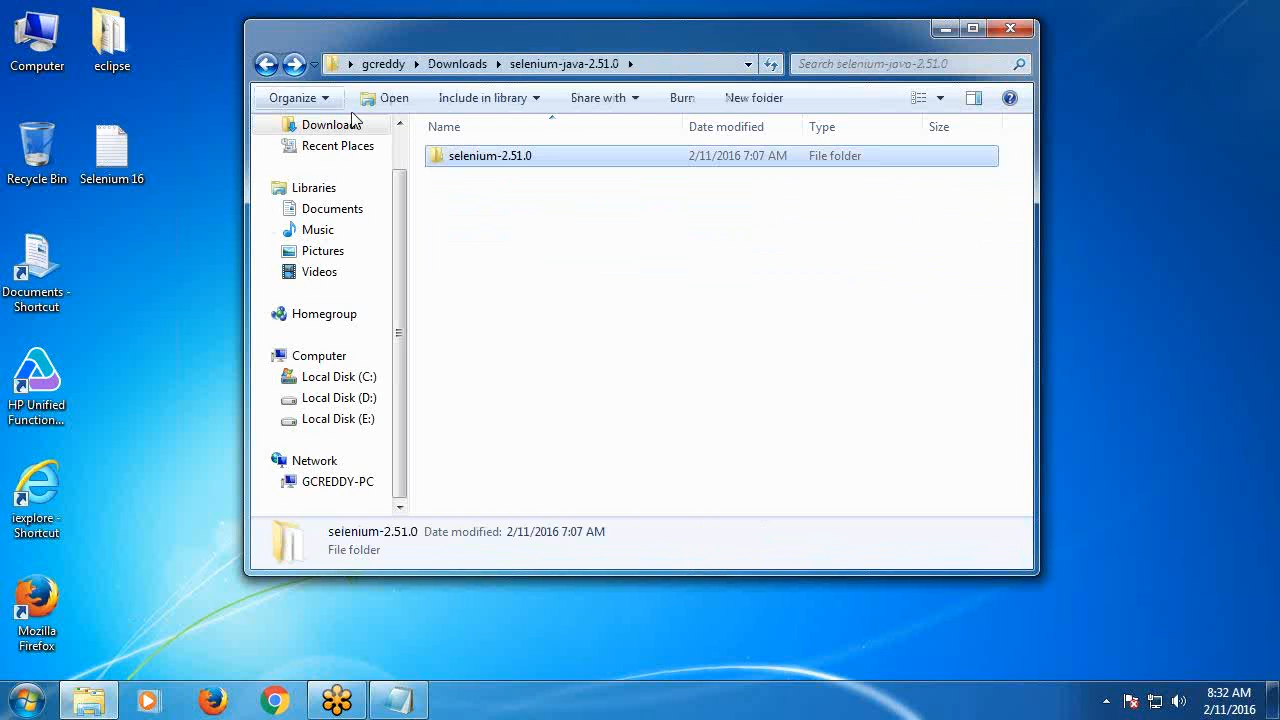 Computer
eclipse
Recycle Bin
Selenium 16
Documents -
Shortcut
HP Unified
Function...
iexplore -
Shortcut
Mozilla
Firefox
gcreddy
Downloads
selenium-java-2.51.0
Search selenium-java-2.51.0
Organize
Open
Include in library
Share with
Burn
New folder
Downloads
Recent Places
Libraries
Documents
Music
Pictures
Videos
Homegroup
Computer
Local Disk (C:)
Local Disk (D:)
Local Disk (E:)
Network
GCREDDY-PC
Name Date modified Type Size
selenium-2.51.0 2/11/2016 7:07 AM File folder
selenium-2.51.0 Date modified: 2/11/2016 7:07 AM
File folder
8:32 AM
2/11/2016